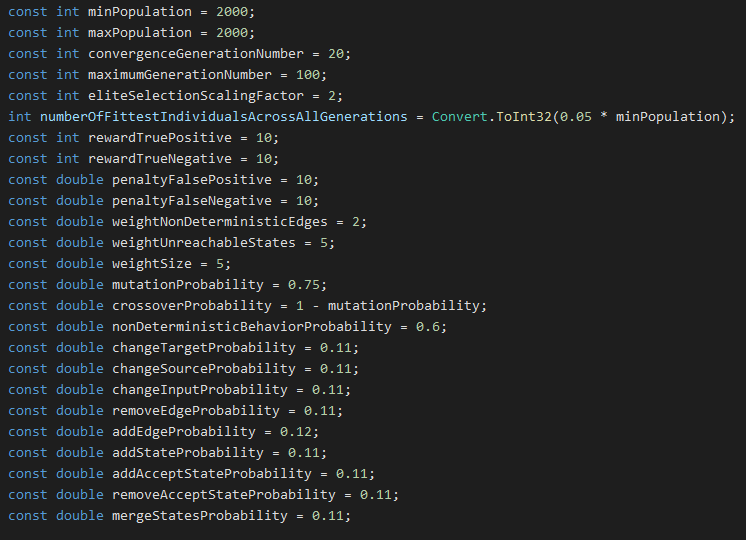 const int minPopulation = 2000;
const int maxPopulation = 2000;
const int convergenceGenerationNumber = 20;
const int maximumGenerationNumber = 100;
const int eliteSelectionScalingFactor = 2;
int numberOfFittestIndividualsAcrossAllGenerations = Convert.ToInt32(0.05 * minPopulation);
const int rewardTruePositive = 10;
const int rewardTrueNegative = 10;
const double penaltyFalsePositive = 10;
const double penaltyFalseNegative = 10;
const double weightNonDeterministicEdges = 2;
const double weightUnreachableStates = 5;
const double weightSize = 5;
const double mutationProbability = 0.75;
const double crossoverProbability = 1 - mutationProbability;
const double nonDeterministicBehaviorProbability = 0.6;
const double changeTargetProbability = 0.11;
const double changeSourceProbability = 0.11;
const double changeInputProbability = 0.11;
const double removeEdgeProbability = 0.11;
const double addEdgeProbability = 0.12;
const double addStateProbability = 0.11;
const double addAcceptStateProbability = 0.11;
const double removeAcceptStateProbability = 0.11;
const double mergeStatesProbability = 0.11;